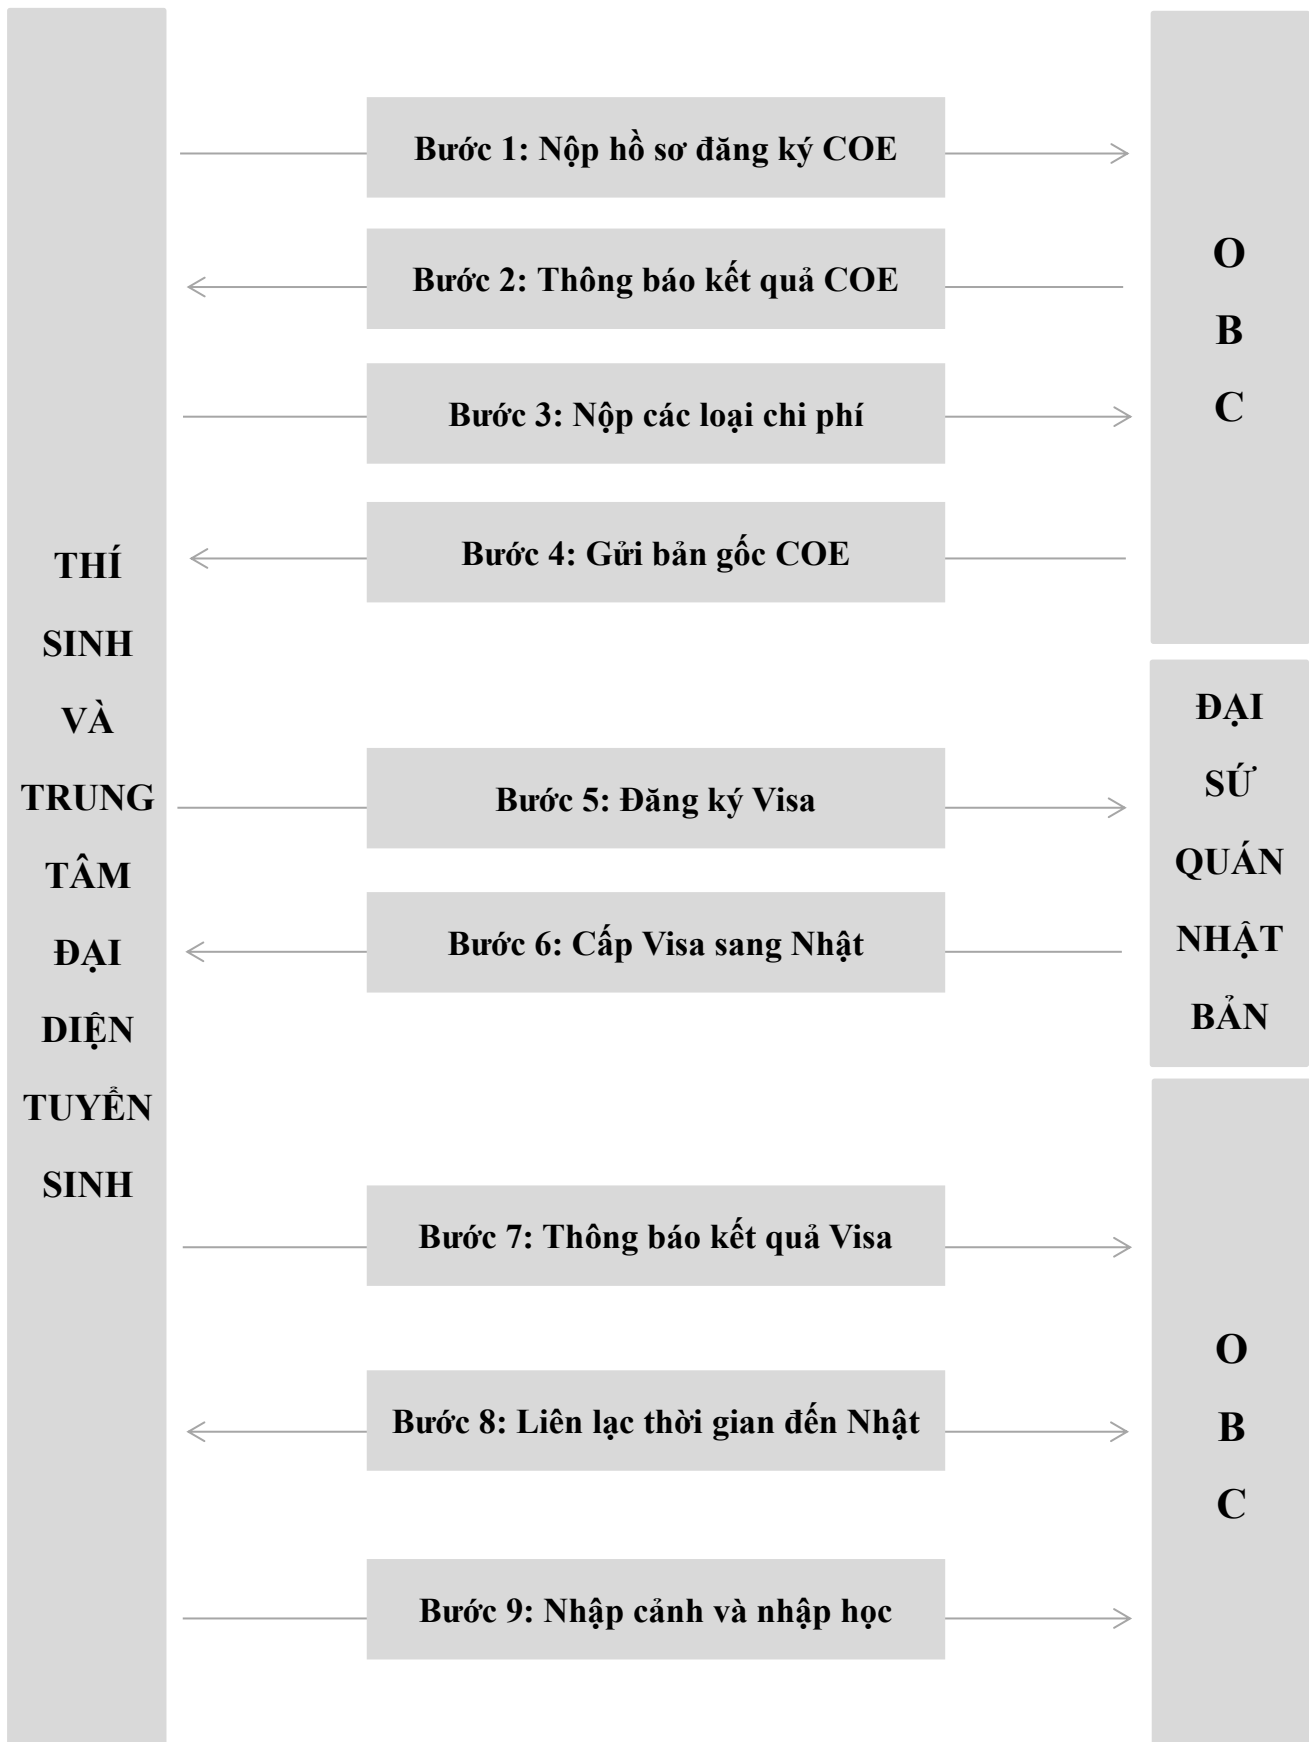 THÍ
SINH
VÀ
TRUNG
TÂM
ĐẠI
DIỆN
TUYỂN
SINH
Bước 1: Nộp hồ sơ đăng ký COE
Bước 2: Thông báo kết quả COE
Bước 3: Nộp các loại chi phí
Bước 4: Gửi bản gốc COE
O
B
C
Bước 5: Đăng ký Visa
Bước 6: Cấp Visa sang Nhật
ĐẠI
SỨ
QUÁN
NHẬT
BẢN
Bước 7: Thông báo kết quả Visa
Bước 8: Liên lạc thời gian đến Nhật
Bước 9: Nhập cảnh và nhập học
O
B
C